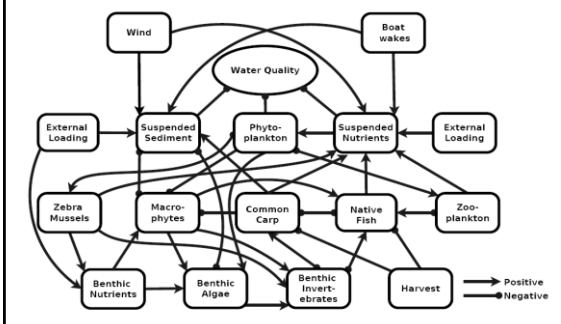 Wind
Boat
wakes
Water Quality
External
Loading
Suspended
Sediment
Phyto-
plankton
Suspended
Nutrients
External
Loading
Zebra
Mussels
Macro-
phytes
Common
Carp
Native
Fish
Zoo-
plankton
Benthic
Nutrients
Benthic
Algae
Benthic
Invert-
ebrates
Harvest
Positive
Negative